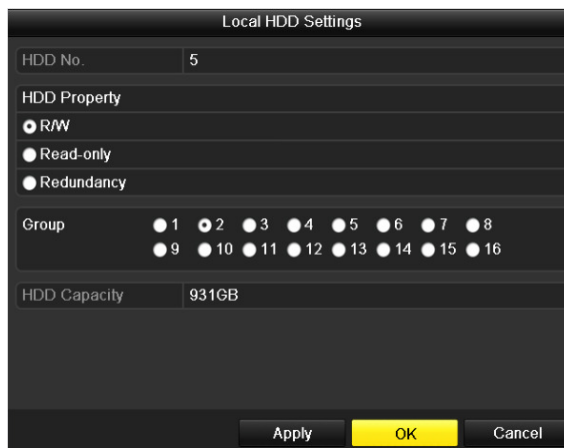 Local HDD Settings
HDD No. 5
HDD Property
R/W
Read-only
Redundancy
Group 1 2 3 4 5 6 7 8
9 10 11 12 13 14 15 16
HDD Capacity 931GB
Apply OK Cancel